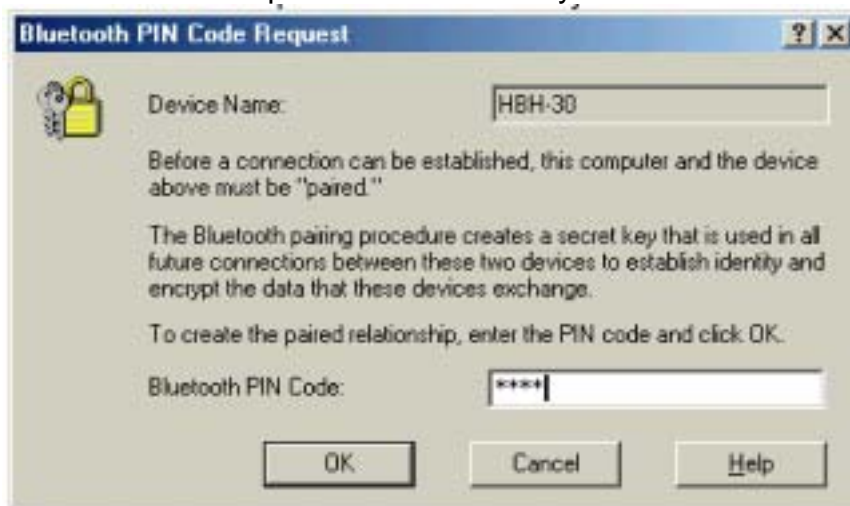 Bluetooth PIN Code Request
Device Name: HBH-30
Before a connection can be established, this computer and the device
above must be "paired."
The Bluetooth pairing procedure creates a secret key that is used in all
future connections between these two devices to establish identity and
encrypt the data that these devices exchange.
To create the paired relationship, enter the PIN code and click OK.
Bluetooth PIN Code: ****
OK Cancel Help